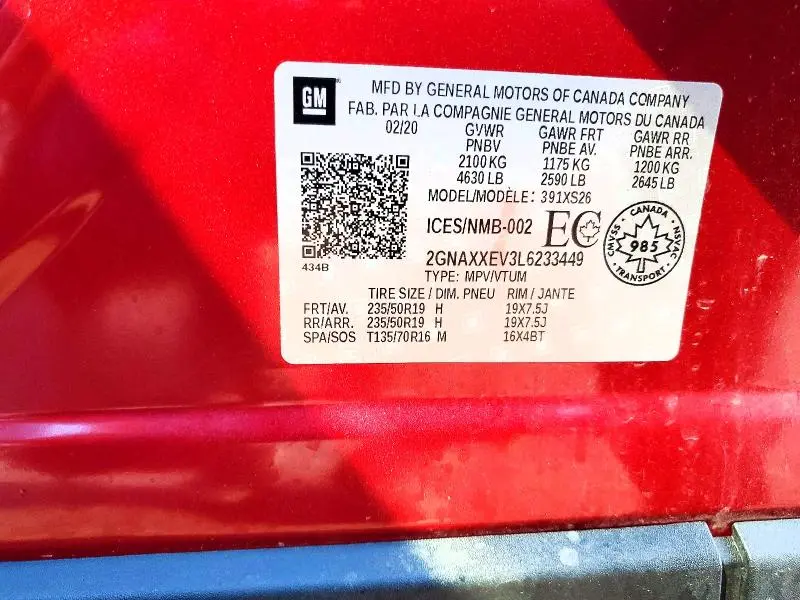 GM
MFD BY GENERAL MOTORS OF CANADA COMPANY
FAB. PAR LA COMPAGNIE GENERAL MOTORS DU CANADA
02/20 GVWR GAWR FRT GAWR RR
PNBV PNBE AV. PNBE ARR.
2100 KG 1175 KG 1200 KG
4630 LB 2590 LB 2645 LB
MODEL/MODÈLE: 391XS26
ICES/NMB-002 EC
CANADA
CMVSS 985 NSVAC
TRANSPORT
434B
2GNAXXEV3L6233449
TYPE: MPV/VTUM
TIRE SIZE / DIM. PNEU RIM / JANTE
FRT/AV. 235/50R19 H 19X7.5J
RR/ARR. 235/50R19 H 19X7.5J
SPA/SOS T135/70R16 M 16X4BT